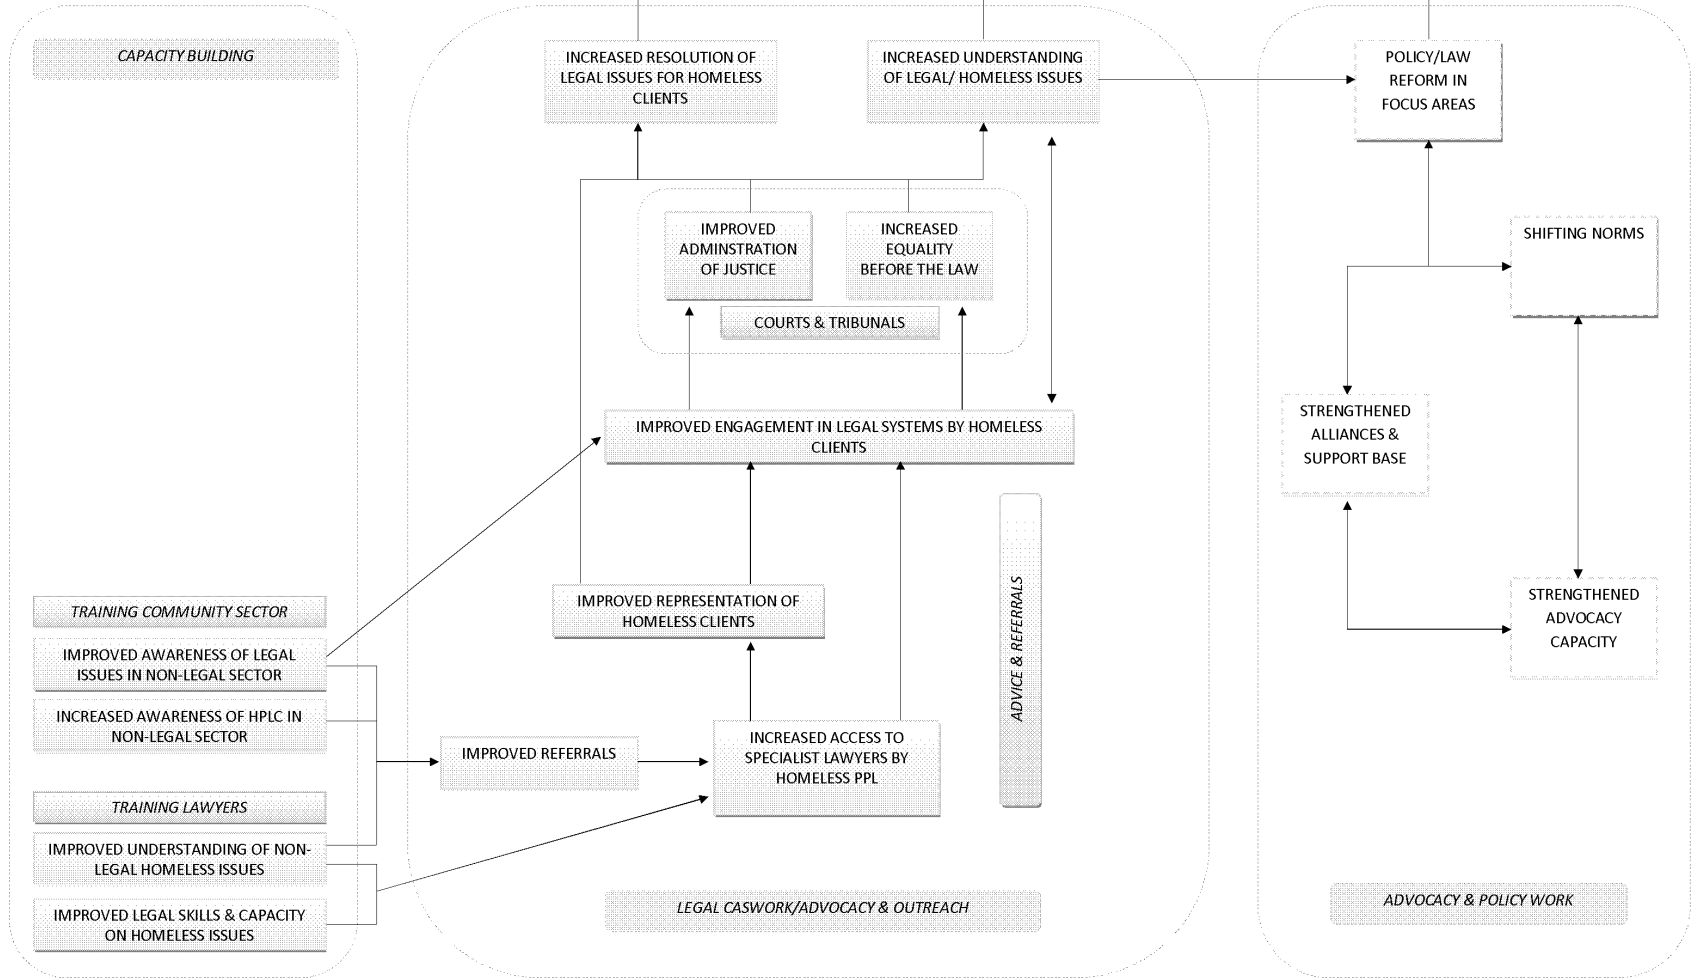 CAPACITY BUILDING
TRAINING COMMUNITY SECTOR
IMPROVED AWARENESS OF LEGAL
ISSUES IN NON-LEGAL SECTOR
INCREASED AWARENESS OF HPLC IN
NON-LEGAL SECTOR
TRAINING LAWYERS
IMPROVED UNDERSTANDING OF NON-
LEGAL HOMELESS ISSUES
IMPROVED LEGAL SKILLS & CAPACITY
ON HOMELESS ISSUES
INCREASED RESOLUTION OF
LEGAL ISSUES FOR HOMELESS
CLIENTS
INCREASED UNDERSTANDING
OF LEGAL/ HOMELESS ISSUES
IMPROVED
ADMINSTRATION
OF JUSTICE
INCREASED
EQUALITY
BEFORE THE LAW
COURTS & TRIBUNALS
IMPROVED ENGAGEMENT IN LEGAL SYSTEMS BY HOMELESS
CLIENTS
IMPROVED REPRESENTATION OF
HOMELESS CLIENTS
ADVICE & REFERRALS
IMPROVED REFERRALS
INCREASED ACCESS TO
SPECIALIST LAWYERS BY
HOMELESS PPL
LEGAL CASWORK/ADVOCACY & OUTREACH
POLICY/LAW
REFORM IN
FOCUS AREAS
SHIFTING NORMS
STRENGTHENED
ALLIANCES &
SUPPORT BASE
STRENGTHENED
ADVOCACY
CAPACITY
ADVOCACY & POLICY WORK